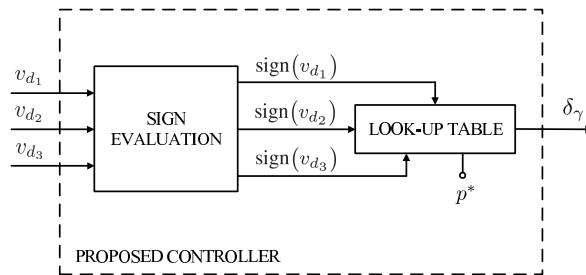 v_{d_1}
v_{d_2}
v_{d_3}
SIGN
EVALUATION
sign(v_{d_1})
sign(v_{d_2})
sign(v_{d_3})
LOOK-UP TABLE
δ_γ
p*
PROPOSED CONTROLLER